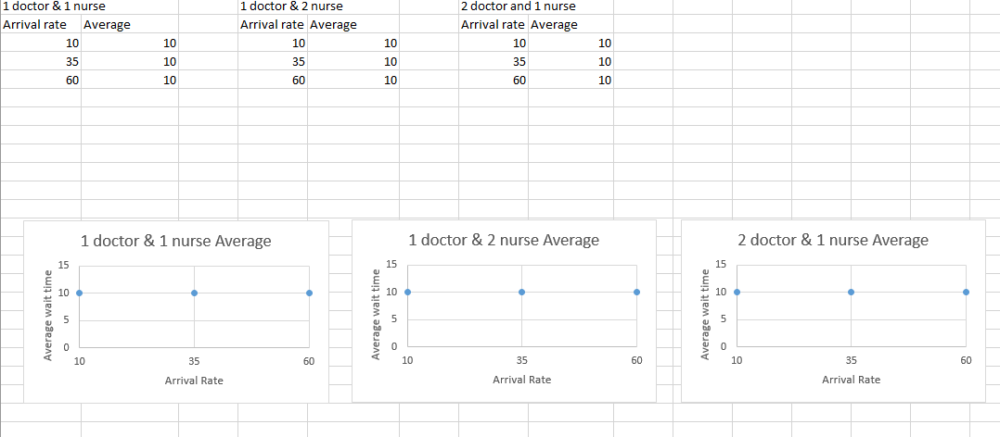 1 doctor & 1 nurse 1 doctor & 2 nurse 2 doctor and 1 nurse
Arrival rate Average Arrival rate Average Arrival rate Average
10 10 10 10 10 10
35 10 35 10 35 10
60 10 60 10 60 10
1 doctor & 1 nurse Average
Average wait time
15
10
5
0
10 35 60
Arrival Rate
1 doctor & 2 nurse Average
Average wait time
15
10
5
0
10 35 60
Arrival Rate
2 doctor & 1 nurse Average
Average wait time
15
10
5
0
10 35 60
Arrival Rate